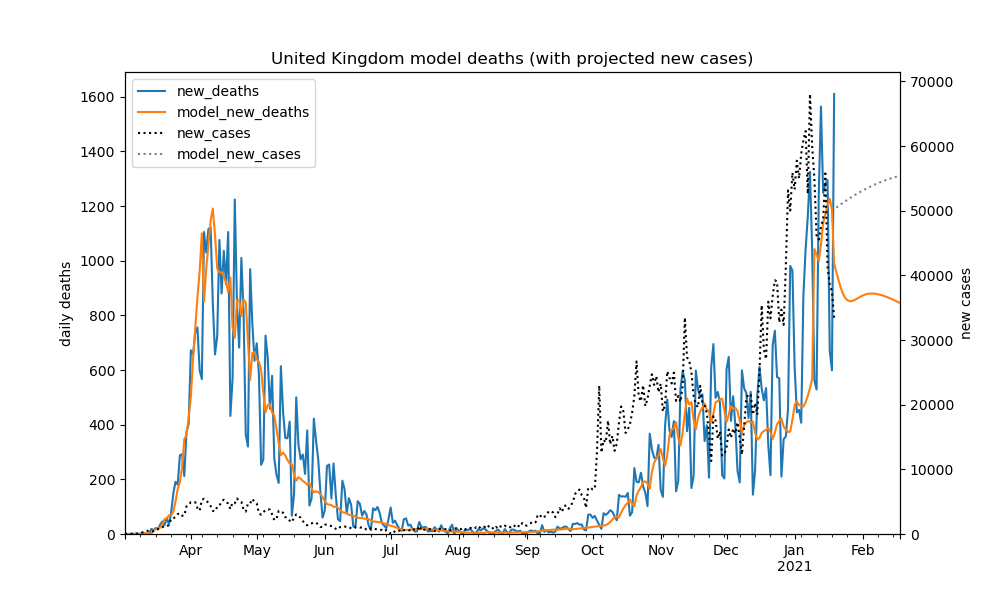 United Kingdom model deaths (with projected new cases)
new_deaths
model_new_deaths
new_cases
model_new_cases
daily deaths
1600
1400
1200
1000
800
600
400
200
0
70000
60000
50000
40000
30000
20000
10000
0
new cases
Apr May Jun Jul Aug Sep Oct Nov Dec Jan Feb
2021